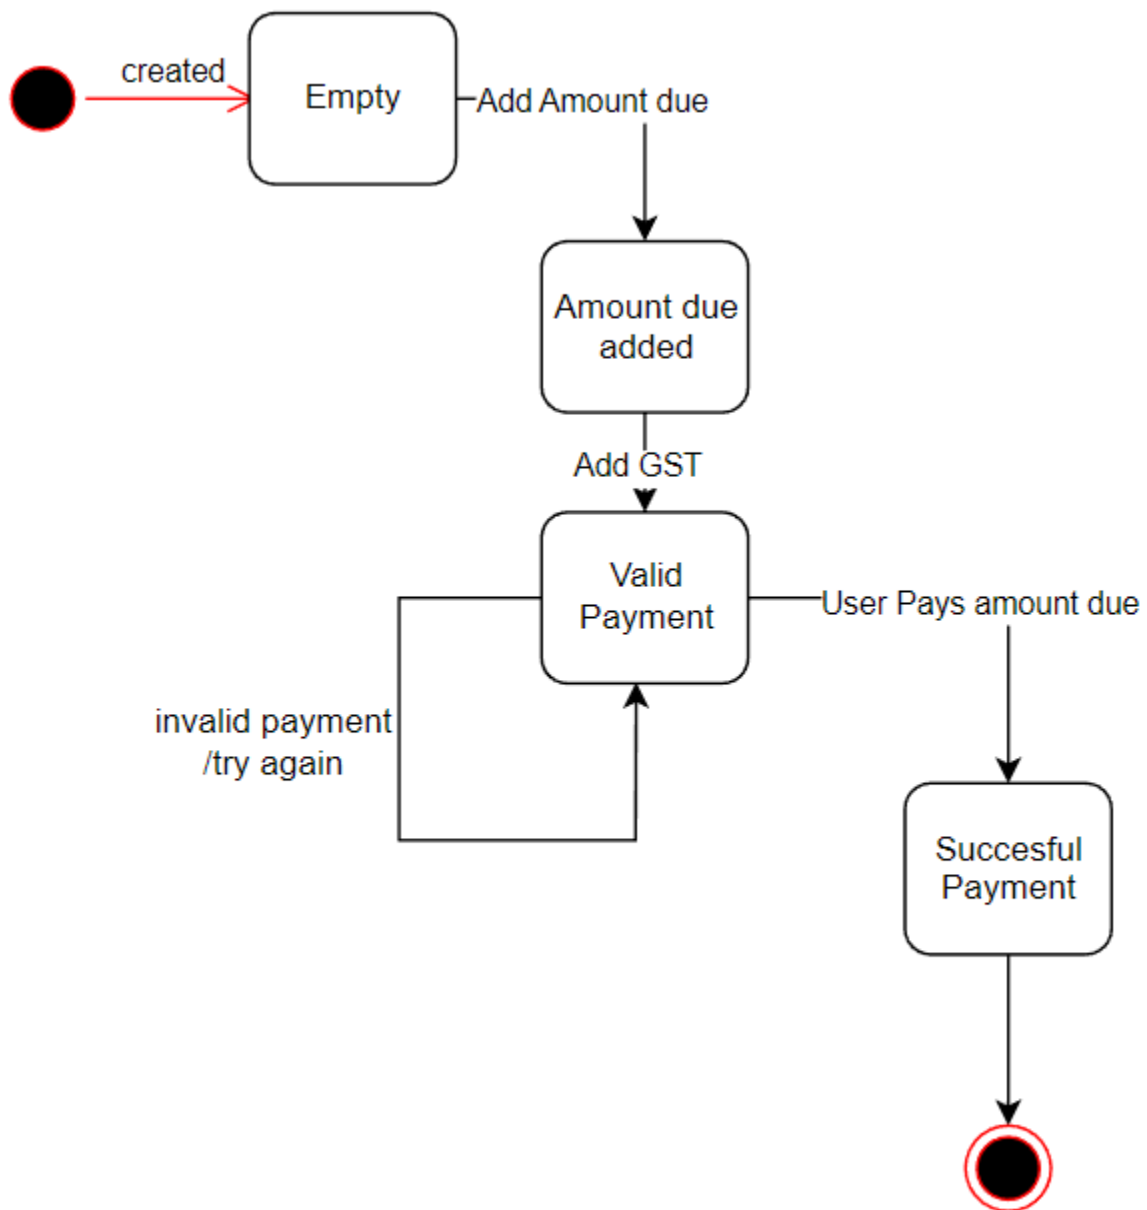 created
Empty
Add Amount due
Amount due
added
Add GST
Valid
Payment
User Pays amount due
invalid payment
/try again
Succesful
Payment